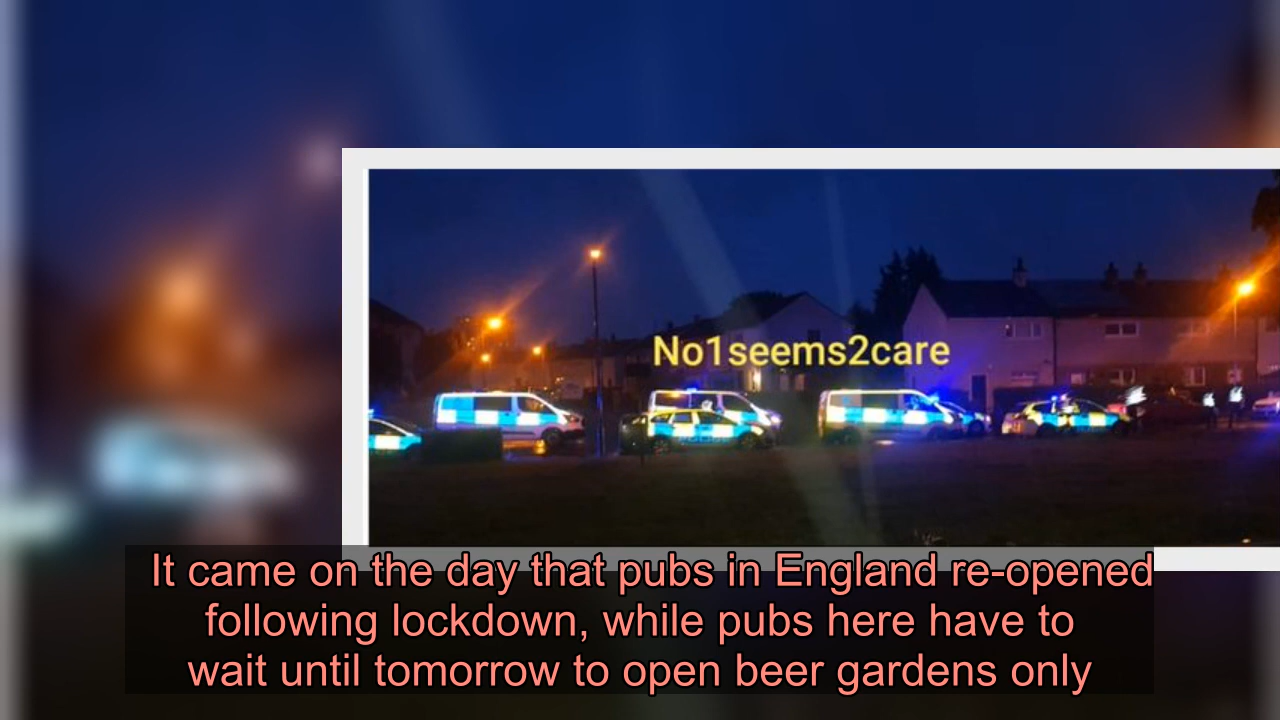 No1seems2care
It came on the day that pubs in England re-opened
following lockdown, while pubs here have to
wait until tomorrow to open beer gardens only